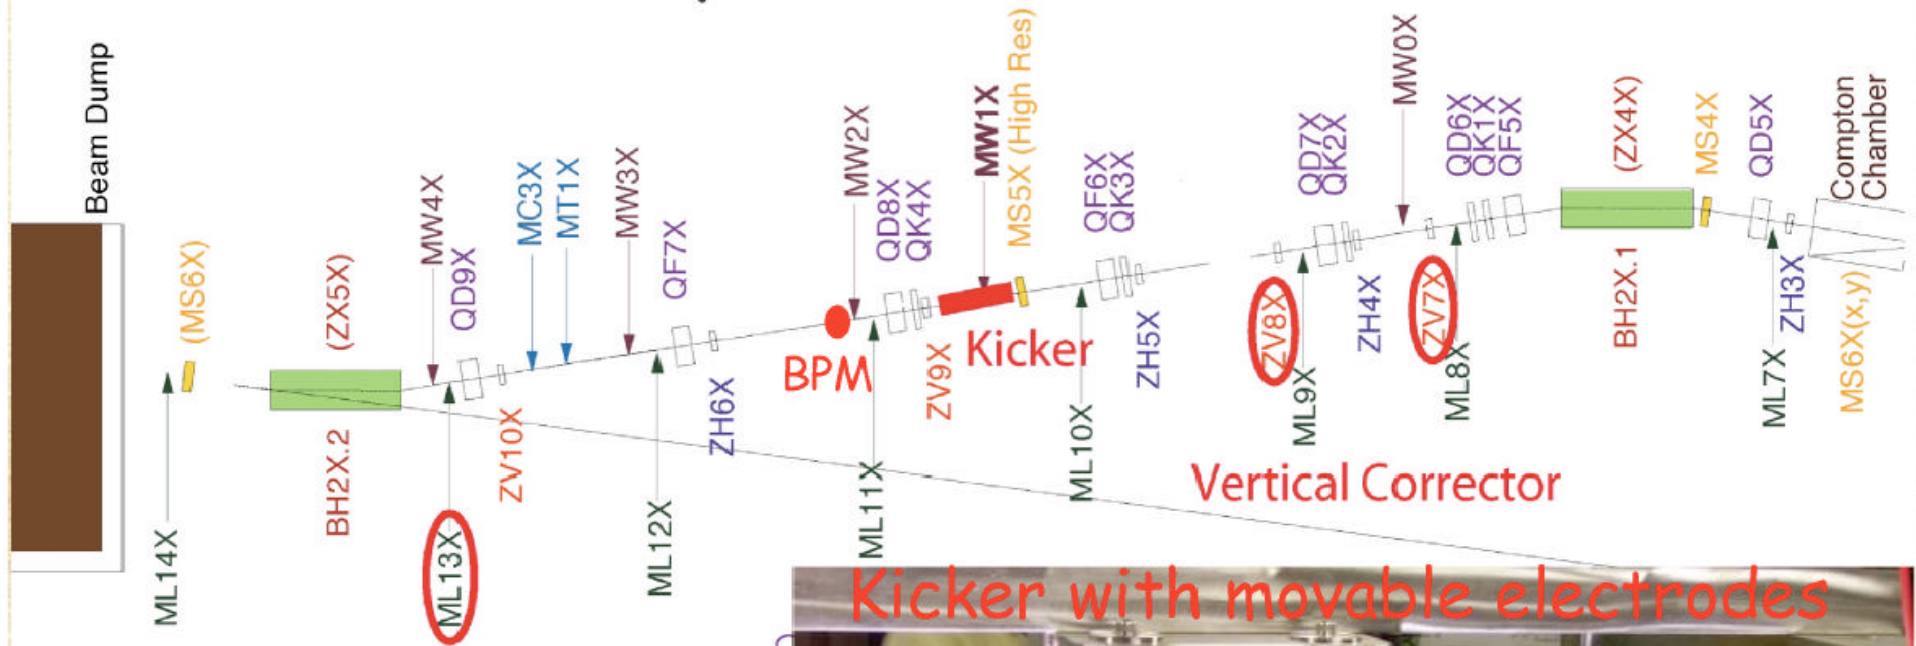 Beam Dump
ML14X
(MS6X)
(ZX5X)
BH2X.2
MW4X
ML13X
QD9X
ZV10X
MC3X
MT1X
MW3X
ML12X
QF7X
ZH6X
BPM
MW2X
ML11X
QD8X
QK4X
ZV9X
Kicker
MW1X
MS5X (High Res)
ML10X
QF6X
QK3X
ZH5X
ZV8X
ML9X
QD7X
QK2X
ZH4X
MW0X
ZV7X
ML8X
QD6X
QK1X
QF5X
Vertical Corrector
(ZX4X)
BH2X.1
MS4X
QD5X
ML7X
ZH3X
Compton
Chamber
MS6X(x,y)
Kicker with movable electrodes